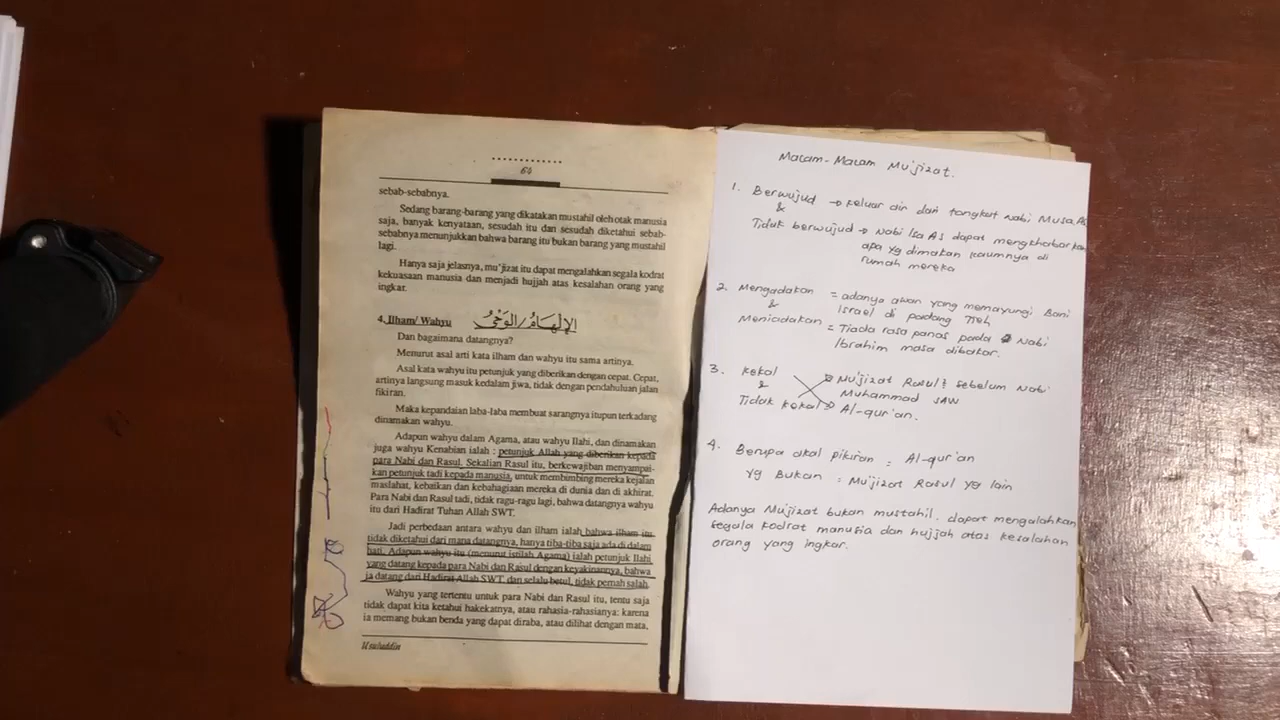 64
sebab-sebabnya.
Sedang barang-barang yang dikatakan mustahil oleh otak manusia
saja, banyak kenyataan, sesudah itu dan sesudah diketahui sebab-
sebabnya menunjukkan bahwa barang itu bukan barang yang mustahil
lagi.
Hanya saja jelasnya, mu'jizat itu dapat mengalahkan segala kodrat
kekuasaan manusia dan menjadi hujjah atas kesalahan orang yang
ingkar.
4. Ilham/ Wahyu الإِلْهَامُ/الوَحْيُ
Dan bagaimana datangnya?
Menurut asal arti kata ilham dan wahyu itu sama artinya.
Asal kata wahyu itu petunjuk yang diberikan dengan cepat. Cepat,
artinya langsung masuk kedalam jiwa, tidak dengan pendahuluan jalan
fikiran.
Maka kepandaian laba-laba membuat sarangnya itupun terkadang
dinamakan wahyu.
Adapun wahyu dalam Agama, atau wahyu Ilahi, dan dinamakan
juga wahyu Kenabian ialah : petunjuk Allah yang diberikan kepada
para Nabi dan Rasul. Sekalian Rasul itu, berkewajiban menyampai-
kan petunjuk tadi kepada manusia, untuk membimbing mereka kejalan
maslahat, kebaikan dan kebahagiaan mereka di dunia dan di akhirat.
Para Nabi dan Rasul tadi, tidak ragu-ragu lagi, bahwa datangnya wahyu
itu dari Hadirat Tuhan Allah SWT.
Jadi perbedaan antara wahyu dan ilham ialah bahwa ilham itu
tidak diketahui dari mana datangnya, hanya tiba-tiba saja ada di dalam
hati. Adapun wahyu itu (menurut istilah Agama) ialah petunjuk Ilahi
yang datang kepada para Nabi dan Rasul dengan keyakinannya, bahwa
ia datang dari Hadirat Allah SWT. dan selalu betul, tidak pernah salah.
Wahyu yang tertentu untuk para Nabi dan Rasul itu, tentu saja
tidak dapat kita ketahui hakekatnya, atau rahasia-rahasianya: karena
ia memang bukan benda yang dapat diraba, atau dilihat dengan mata,
Usuluddin
Macam-Macam Mu'jizat.
1. Berwujud → Keluar air dari tongkat Nabi Musa.AS
&
Tidak berwujud → Nabi Isa AS dapat mengkhabarkan
apa yg dimakan kaumnya di
rumah mereka
2. Mengadakan = adanya awan yang memayungi Bani
& Israel di padang Tieh
Meniadakan = Tiada rasa panas pada Nabi
Ibrahim masa dibakar.
3. Kekal Mu'jizat Rasul² sebelum Nabi
& Muhammad SAW
Tidak kekal Al-qur'an.
4. Berupa akal pikiran = Al-qur'an
yg Bukan = Mu'jizat Rasul yg lain
Adanya Mu'jizat bukan mustahil. dapat mengalahkan
segala kodrat manusia dan hujjah atas kesalahan
orang yang ingkar.